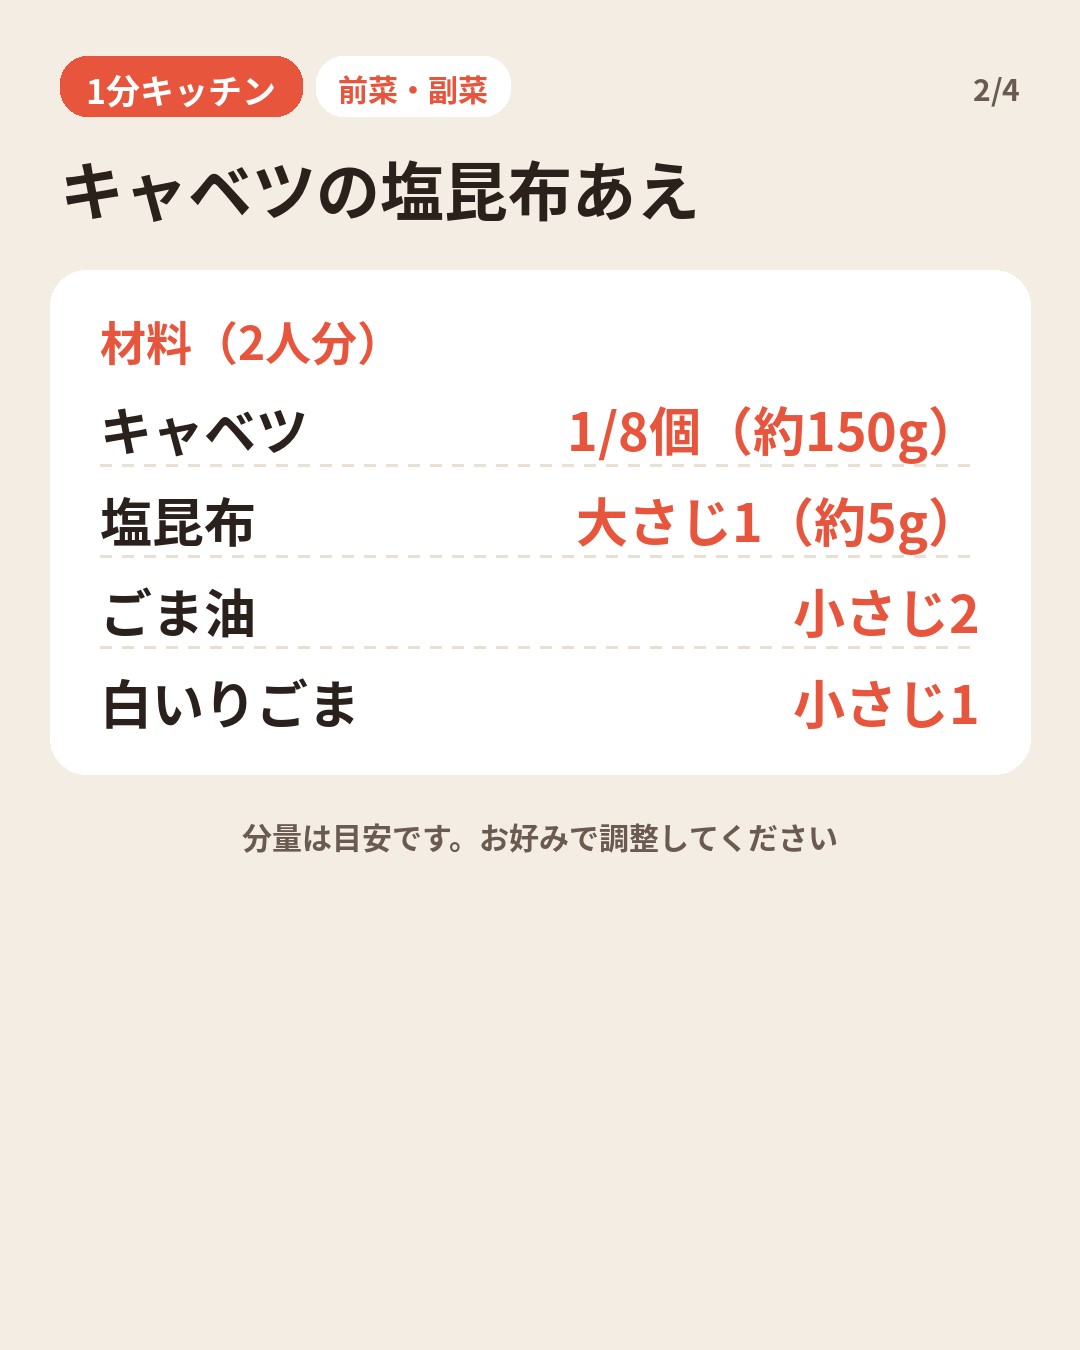 1分キッチン 前菜・副菜 2/4
キャベツの塩昆布あえ
材料（2人分）
キャベツ 1/8個（約150g）
塩昆布 大さじ1（約5g）
ごま油 小さじ2
白いりごま 小さじ1
分量は目安です。お好みで調整してください